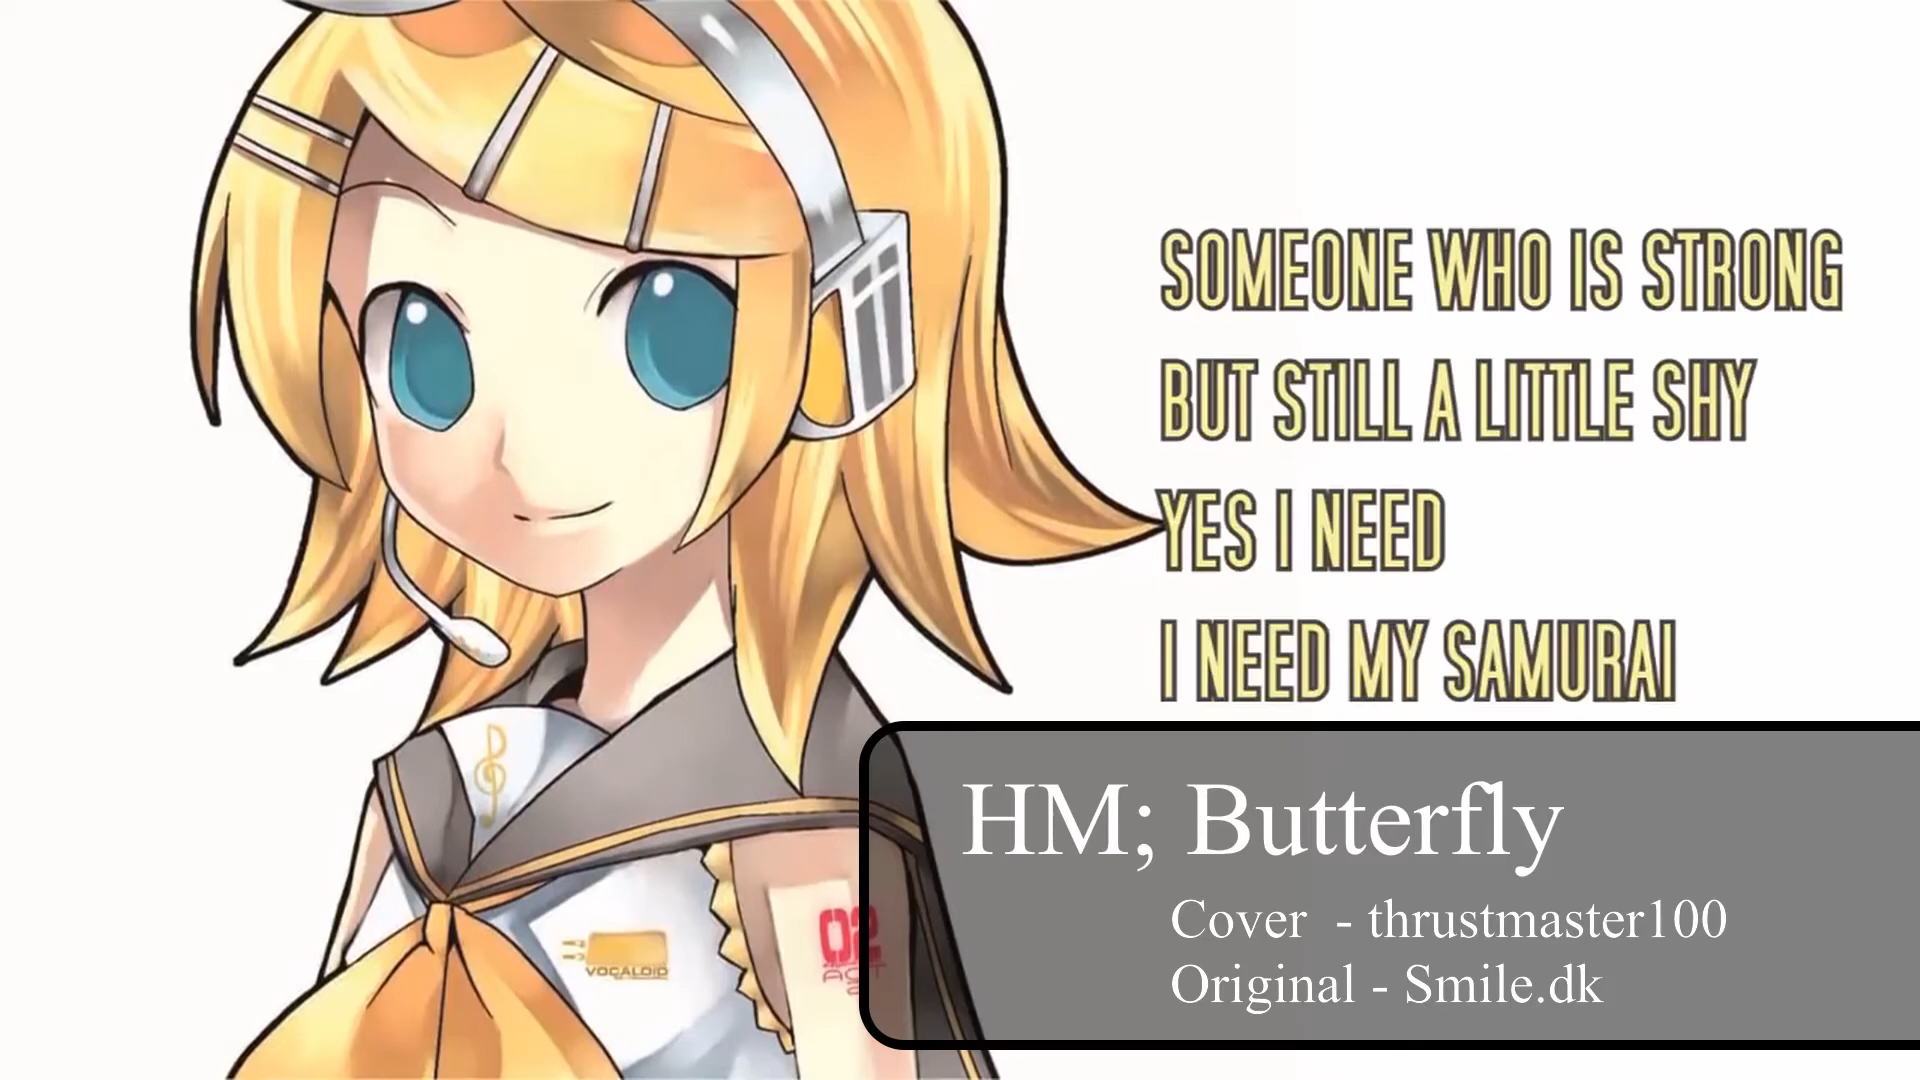 SOMEONE WHO IS STRONG
BUT STILL A LITTLE SHY
YES I NEED
I NEED MY SAMURAI
HM; Butterfly
Cover - thrustmaster100
Original - Smile.dk
VOCALOID
02
ACT